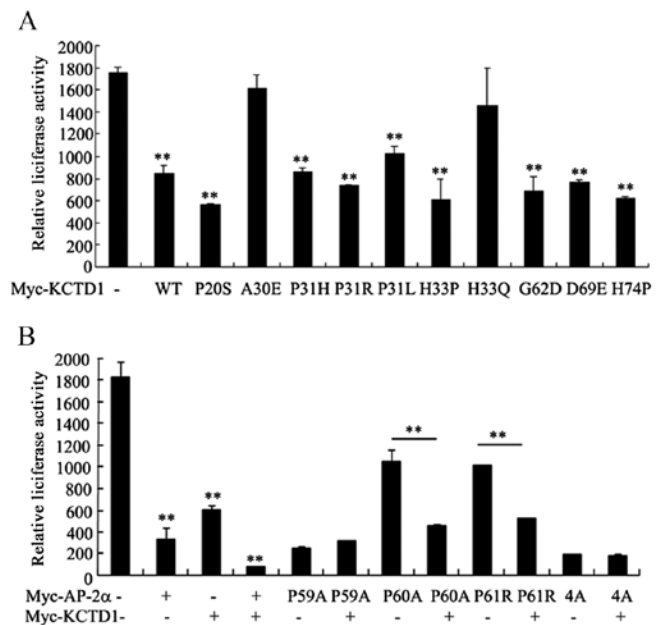 A
Relative liciferase activity
2000
1800
1600
1400
1200
1000
800
600
400
200
0
** ** ** ** ** ** ** ** **
Myc-KCTD1 - WT P20S A30E P31H P31R P31L H33P H33Q G62D D69E H74P
B
Relative liciferase activity
2000
1800
1600
1400
1200
1000
800
600
400
200
0
** ** ** ** **
Myc-AP-2α - + - + P59A P59A P60A P60A P61R P61R 4A 4A
Myc-KCTD1- - + + - + - + - + - +